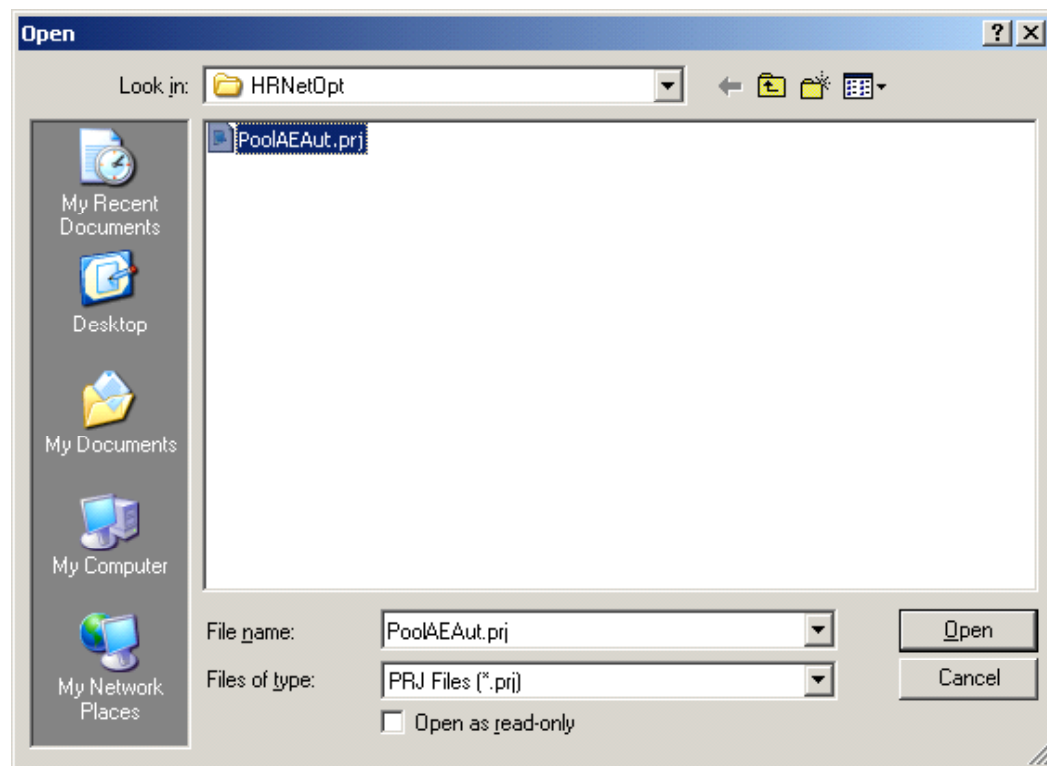 Open
Look in: HRNetOpt
PoolAEAut.prj
My Recent
Documents
Desktop
My Documents
My Computer
My Network
Places
File name: PoolAEAut.prj Open
Files of type: PRJ Files (*.prj) Cancel
Open as read-only